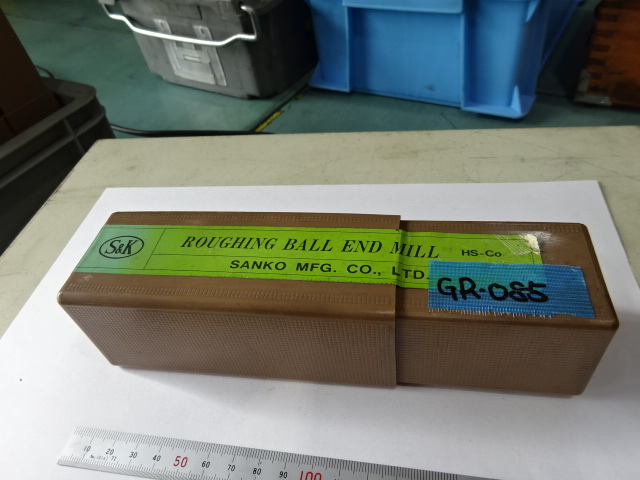 S&K
ROUGHING BALL END MILL HS-Co
SANKO MFG. CO., LTD.
GR-085
10 20 30 40 50 60 70 80 90 100